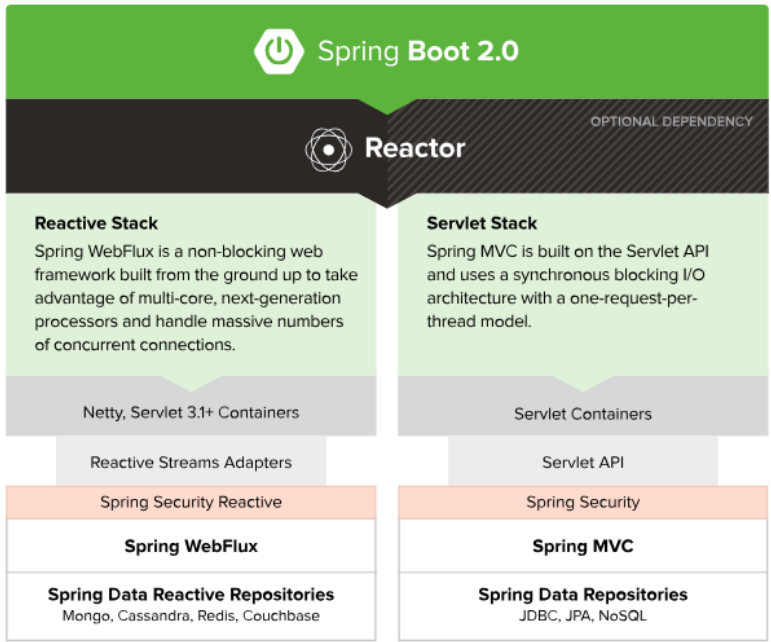 Spring Boot 2.0
OPTIONAL DEPENDENCY
Reactor
Reactive Stack
Spring WebFlux is a non-blocking web
framework built from the ground up to take
advantage of multi-core, next-generation
processors and handle massive numbers
of concurrent connections.
Netty, Servlet 3.1+ Containers
Reactive Streams Adapters
Spring Security Reactive
Spring WebFlux
Spring Data Reactive Repositories
Mongo, Cassandra, Redis, Couchbase
Servlet Stack
Spring MVC is built on the Servlet API
and uses a synchronous blocking I/O
architecture with a one-request-per-
thread model.
Servlet Containers
Servlet API
Spring Security
Spring MVC
Spring Data Repositories
JDBC, JPA, NoSQL